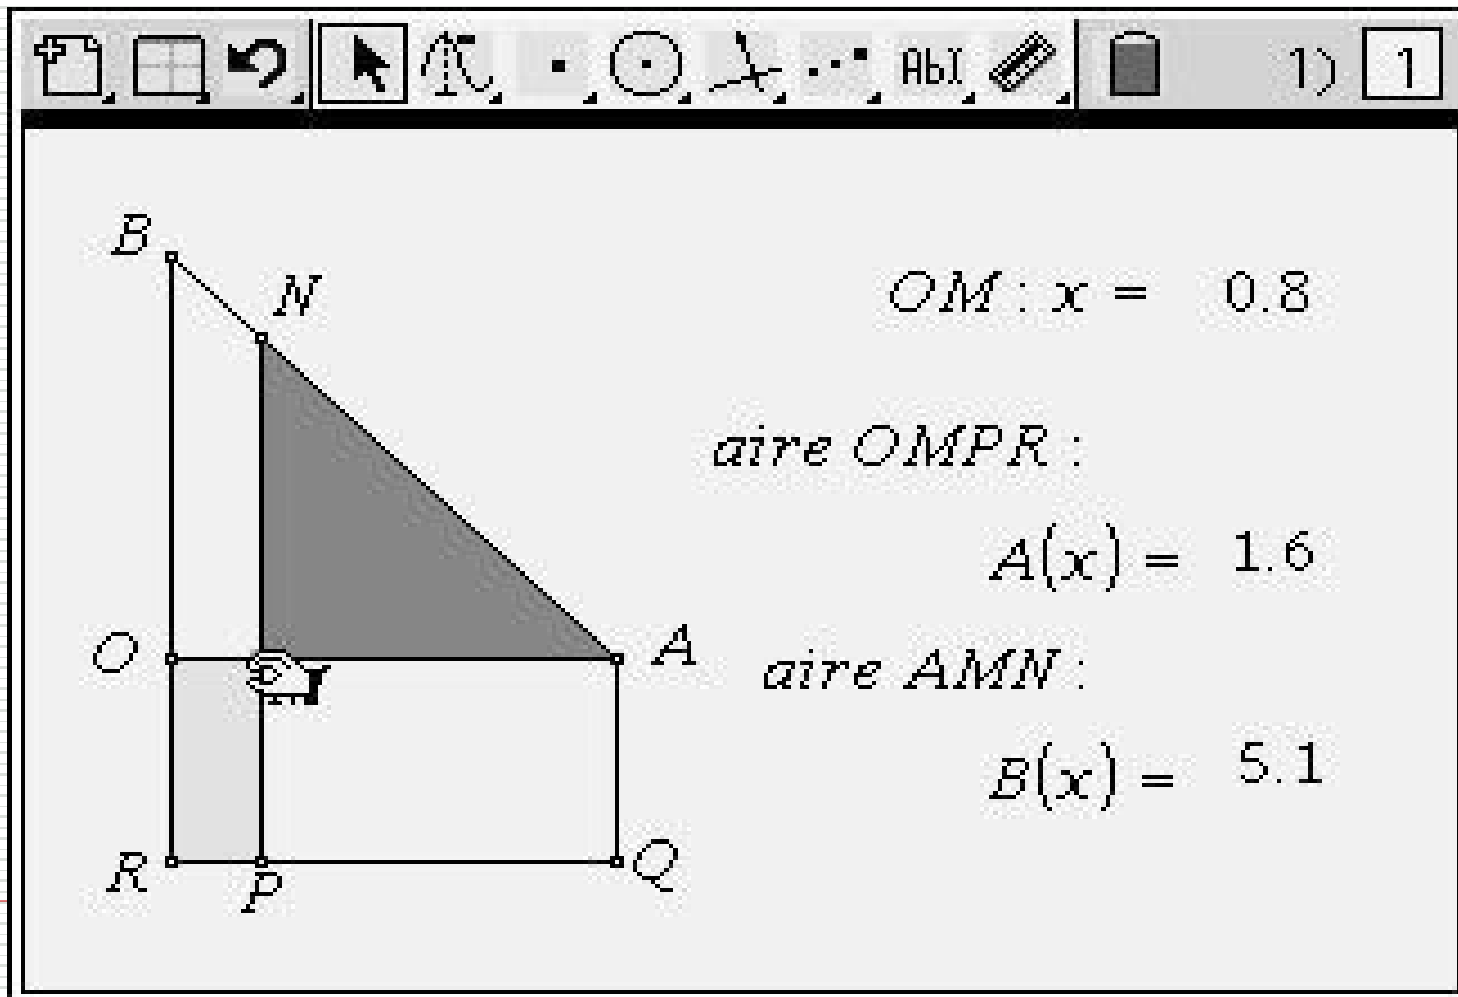 AbI
1)
1
B
N
OM : x = 0.8
aire OMPR :
A(x) = 1.6
O
A
aire AMN :
B(x) = 5.1
R
P
Q